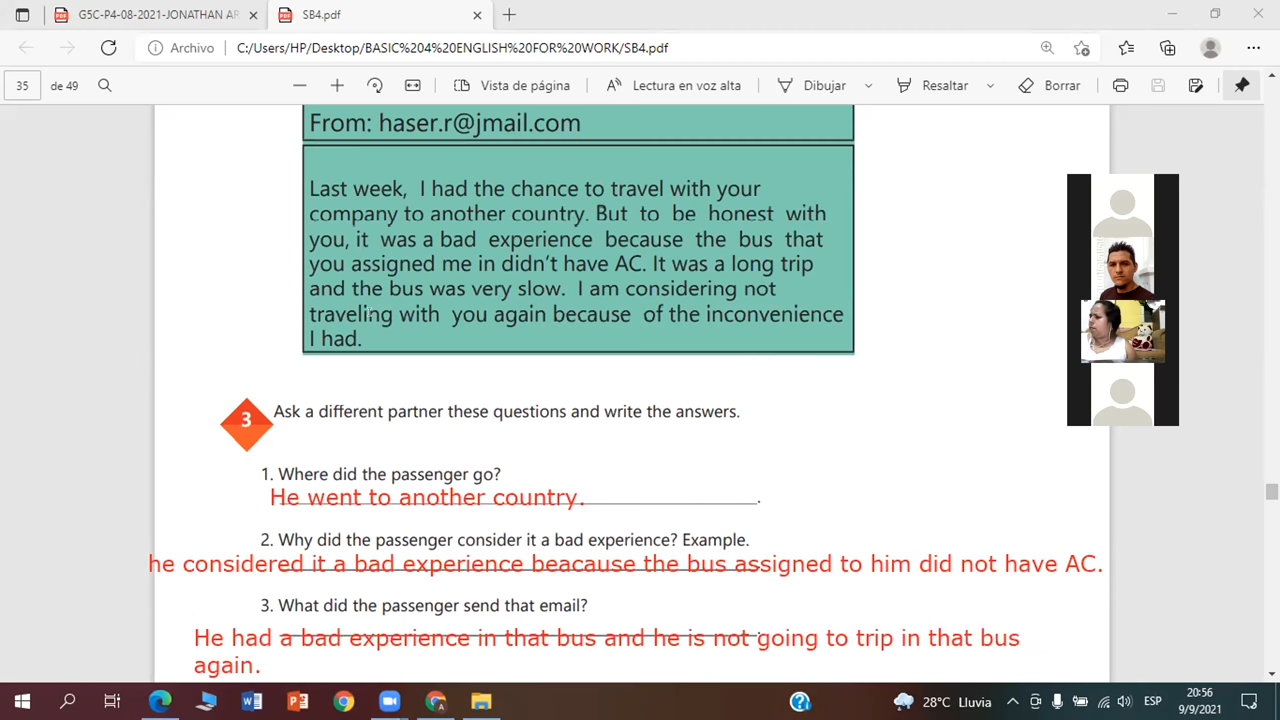 G5C-P4-08-2021-JONATHAN AR
SB4.pdf
Archivo C:/Users/HP/Desktop/BASIC%204%20ENGLISH%20FOR%20WORK/SB4.pdf
35 de 49 Vista de página Lectura en voz alta Dibujar Resaltar Borrar
From: haser.r@jmail.com
Last week, I had the chance to travel with your
company to another country. But to be honest with
you, it was a bad experience because the bus that
you assigned me in didn't have AC. It was a long trip
and the bus was very slow. I am considering not
traveling with you again because of the inconvenience
I had.
3 Ask a different partner these questions and write the answers.
1. Where did the passenger go?
He went to another country.
2. Why did the passenger consider it a bad experience? Example.
he considered it a bad experience beacause the bus assigned to him did not have AC.
3. What did the passenger send that email?
He had a bad experience in that bus and he is not going to trip in that bus
again.
28°C Lluvia ESP 20:56
9/9/2021